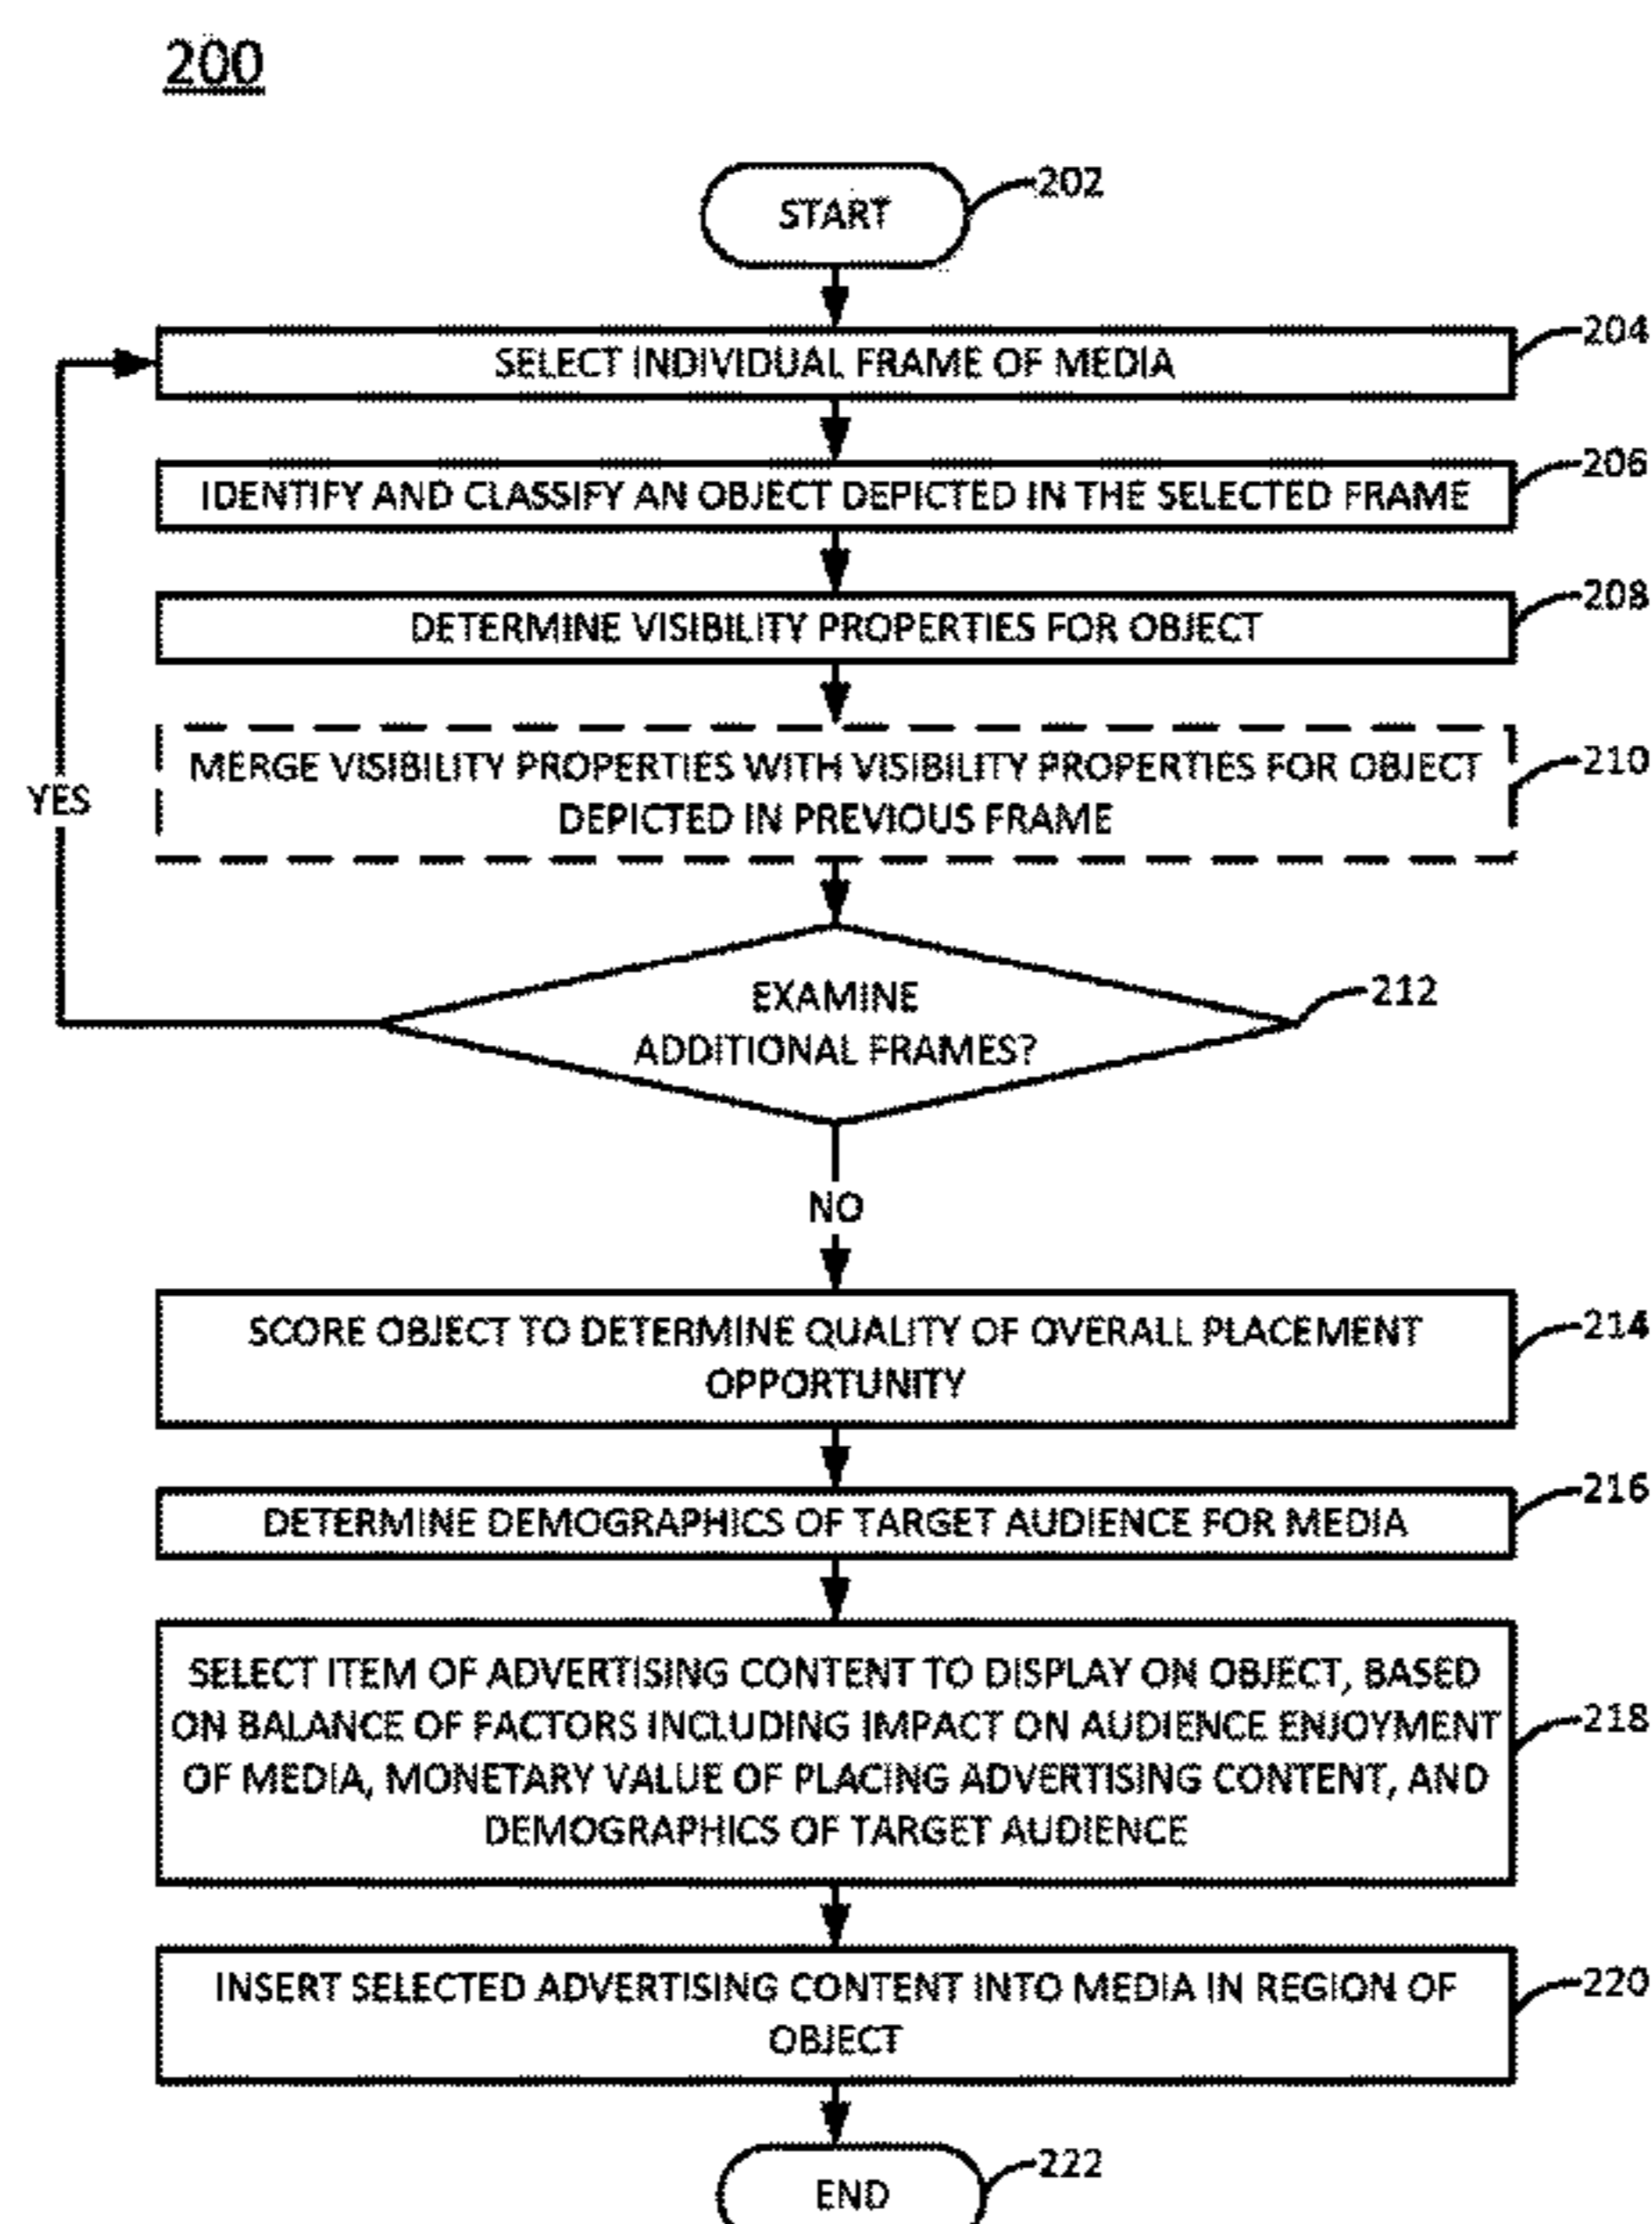 200
START
202
SELECT INDIVIDUAL FRAME OF MEDIA
204
IDENTIFY AND CLASSIFY AN OBJECT DEPICTED IN THE SELECTED FRAME
206
DETERMINE VISIBILITY PROPERTIES FOR OBJECT
208
MERGE VISIBILITY PROPERTIES WITH VISIBILITY PROPERTIES FOR OBJECT
DEPICTED IN PREVIOUS FRAME
210
YES
EXAMINE
ADDITIONAL FRAMES?
212
NO
SCORE OBJECT TO DETERMINE QUALITY OF OVERALL PLACEMENT
OPPORTUNITY
214
DETERMINE DEMOGRAPHICS OF TARGET AUDIENCE FOR MEDIA
216
SELECT ITEM OF ADVERTISING CONTENT TO DISPLAY ON OBJECT, BASED
ON BALANCE OF FACTORS INCLUDING IMPACT ON AUDIENCE ENJOYMENT
OF MEDIA, MONETARY VALUE OF PLACING ADVERTISING CONTENT, AND
DEMOGRAPHICS OF TARGET AUDIENCE
218
INSERT SELECTED ADVERTISING CONTENT INTO MEDIA IN REGION OF
OBJECT
220
END
222